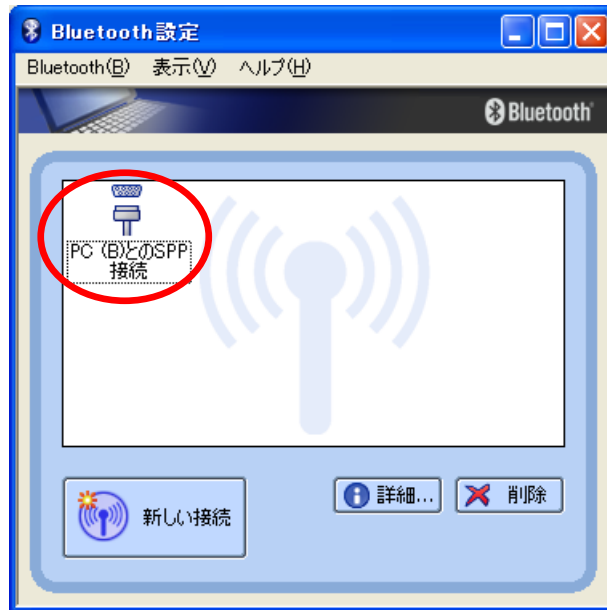 Bluetooth設定
Bluetooth(B) 表示(V) ヘルプ(H)
Bluetooth
PC (B)とのSPP
接続
新しい接続
詳細...
削除